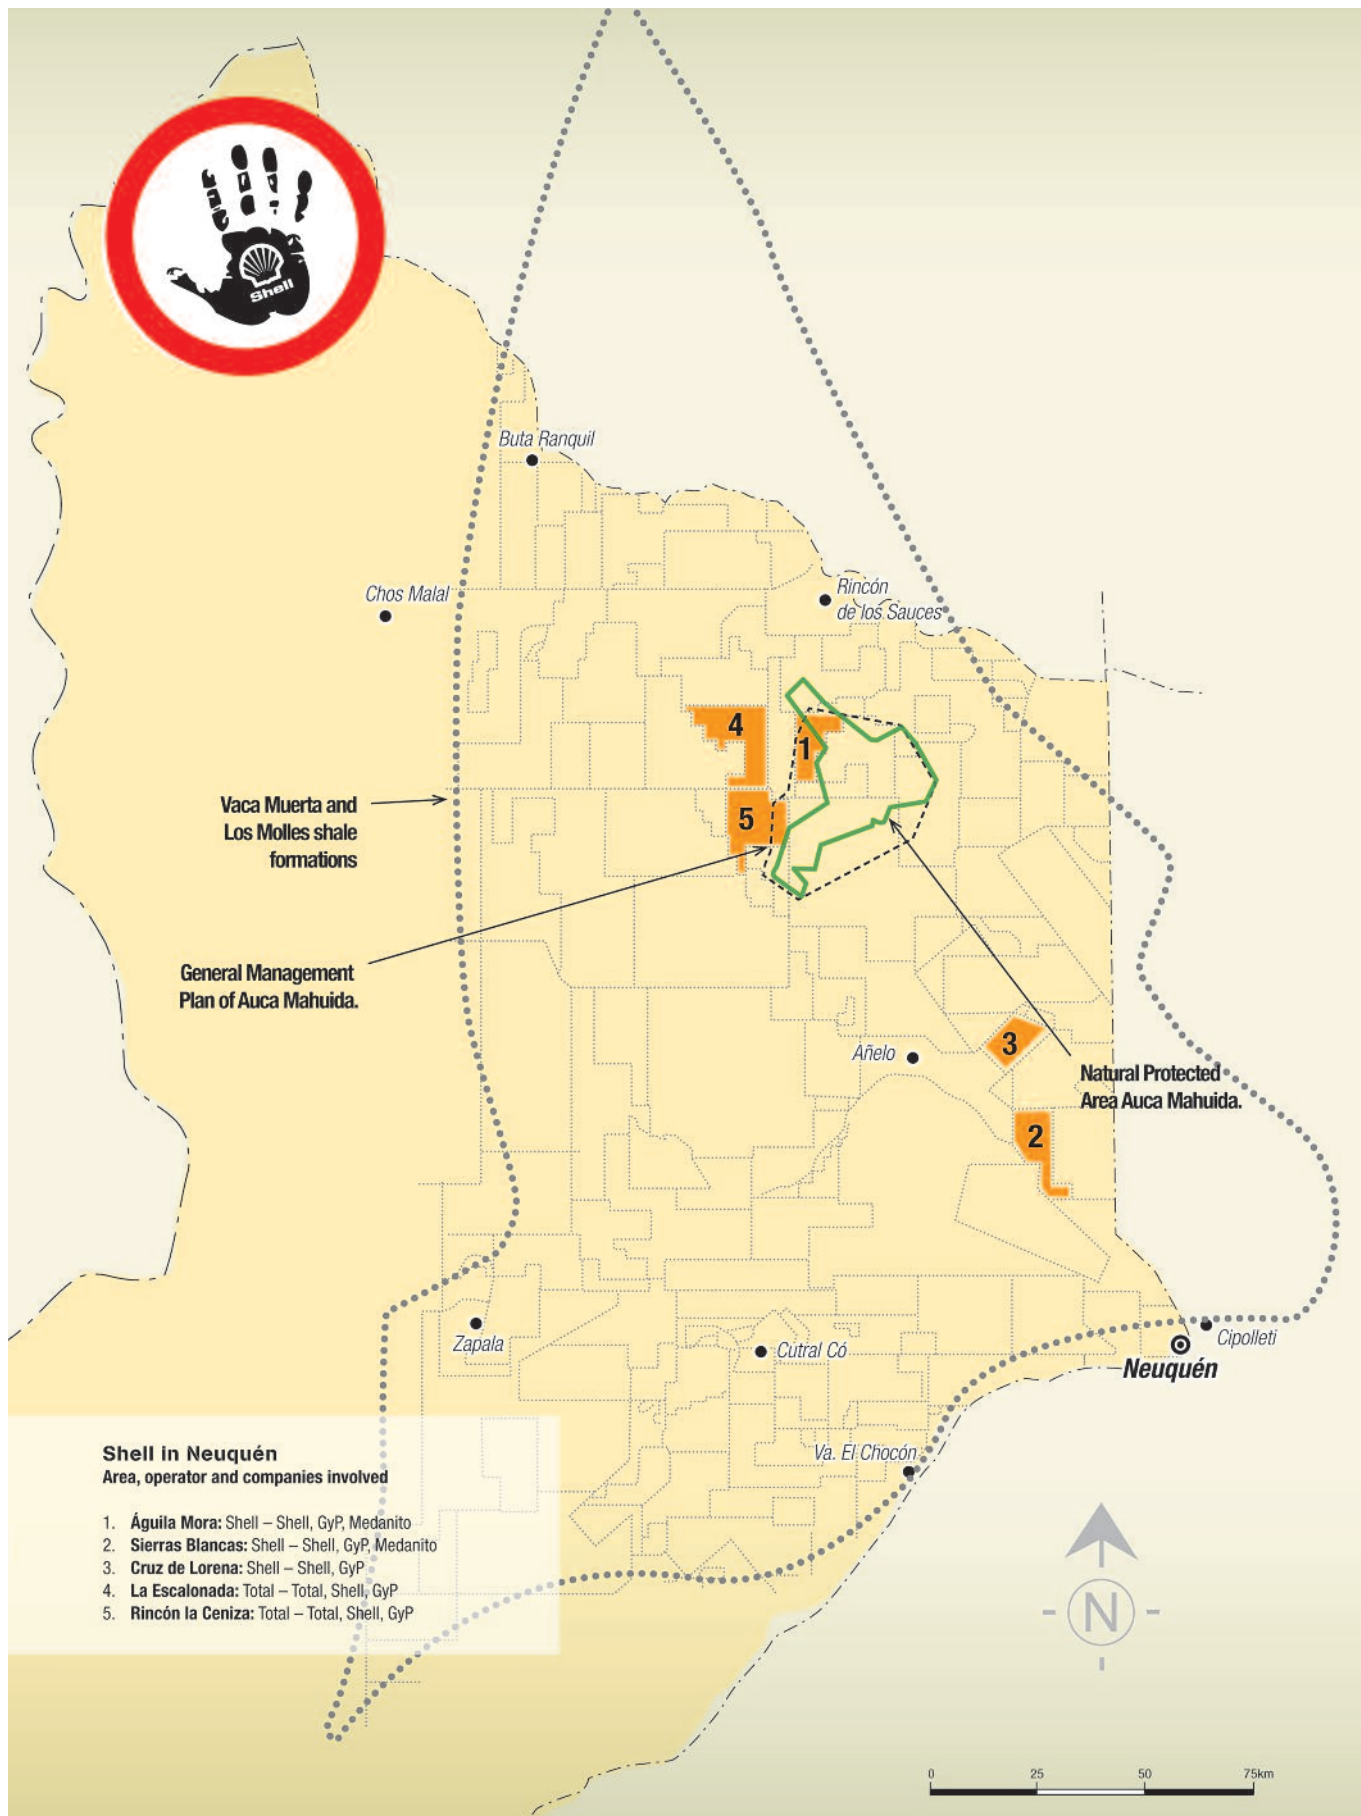 Shell
Buta Ranquil
Chos Malal
Rincón
de los Sauces
4
1
5
Vaca Muerta and
Los Molles shale
formations
General Management
Plan of Auca Mahuida.
3
Añelo
Natural Protected
Area Auca Mahuida.
2
Zapala
Cutral Có
Cipolleti
Neuquén
Va. El Chocón
Shell in Neuquén
Area, operator and companies involved
1. Águila Mora: Shell – Shell, GyP, Medanito
2. Sierras Blancas: Shell – Shell, GyP, Medanito
3. Cruz de Lorena: Shell – Shell, GyP
4. La Escalonada: Total – Total, Shell, GyP
5. Rincón la Ceniza: Total – Total, Shell, GyP
N
0 25 50 75km